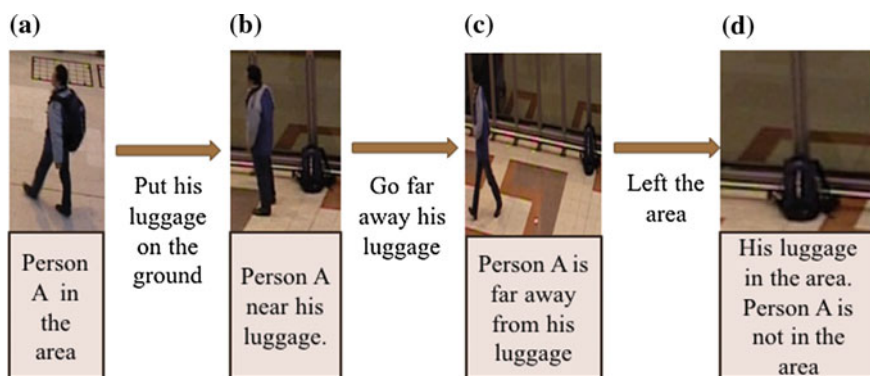 (a)
(b)
(c)
(d)
Put his
luggage
on the
ground
Go far
away his
luggage
Left the
area
Person
A in
the
area
Person A
near his
luggage.
Person A is
far away
from his
luggage
His luggage
in the area.
Person A is
not in the
area